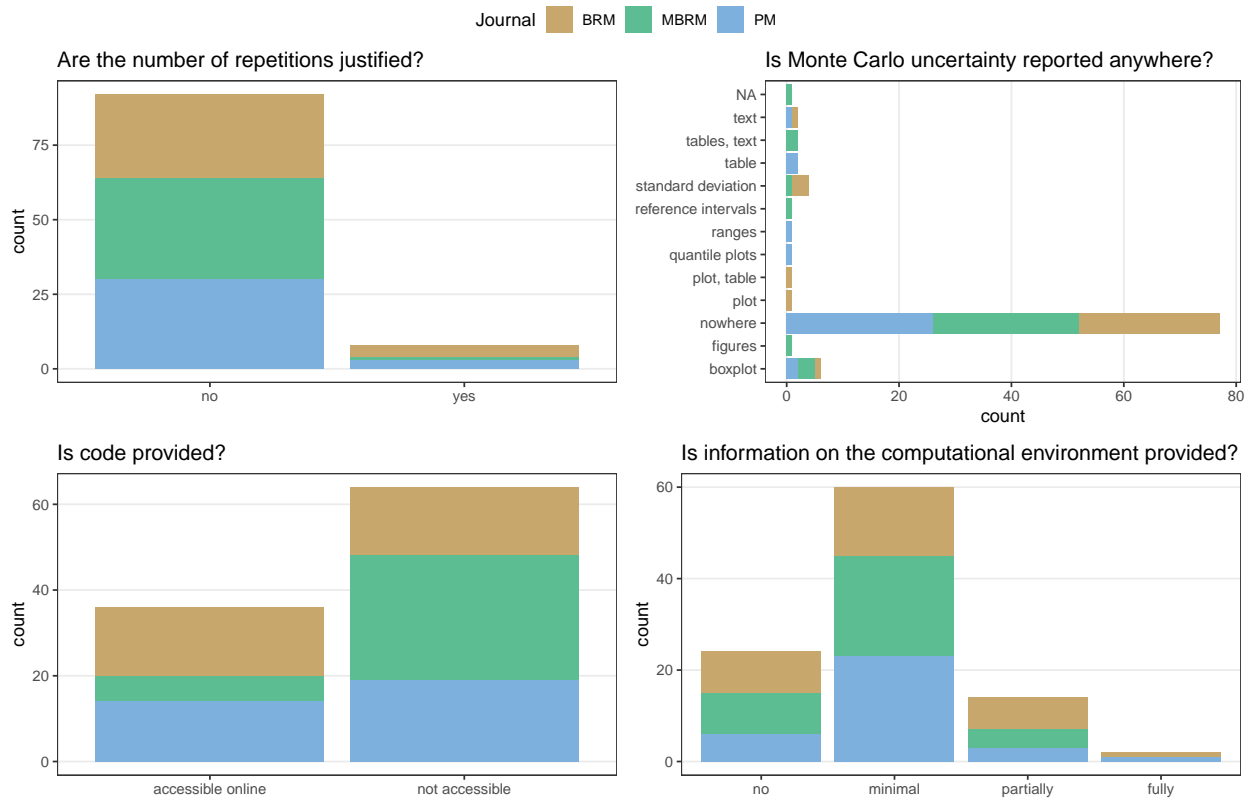 Journal BRM MBRM PM
Are the number of repetitions justified?
count
75
50
25
0
no yes
Is Monte Carlo uncertainty reported anywhere?
NA
text
tables, text
table
standard deviation
reference intervals
ranges
quantile plots
plot, table
plot
nowhere
figures
boxplot
0 20 40 60 80
count
Is code provided?
count
60
40
20
0
accessible online not accessible
Is information on the computational environment provided?
count
60
40
20
0
no minimal partially fully